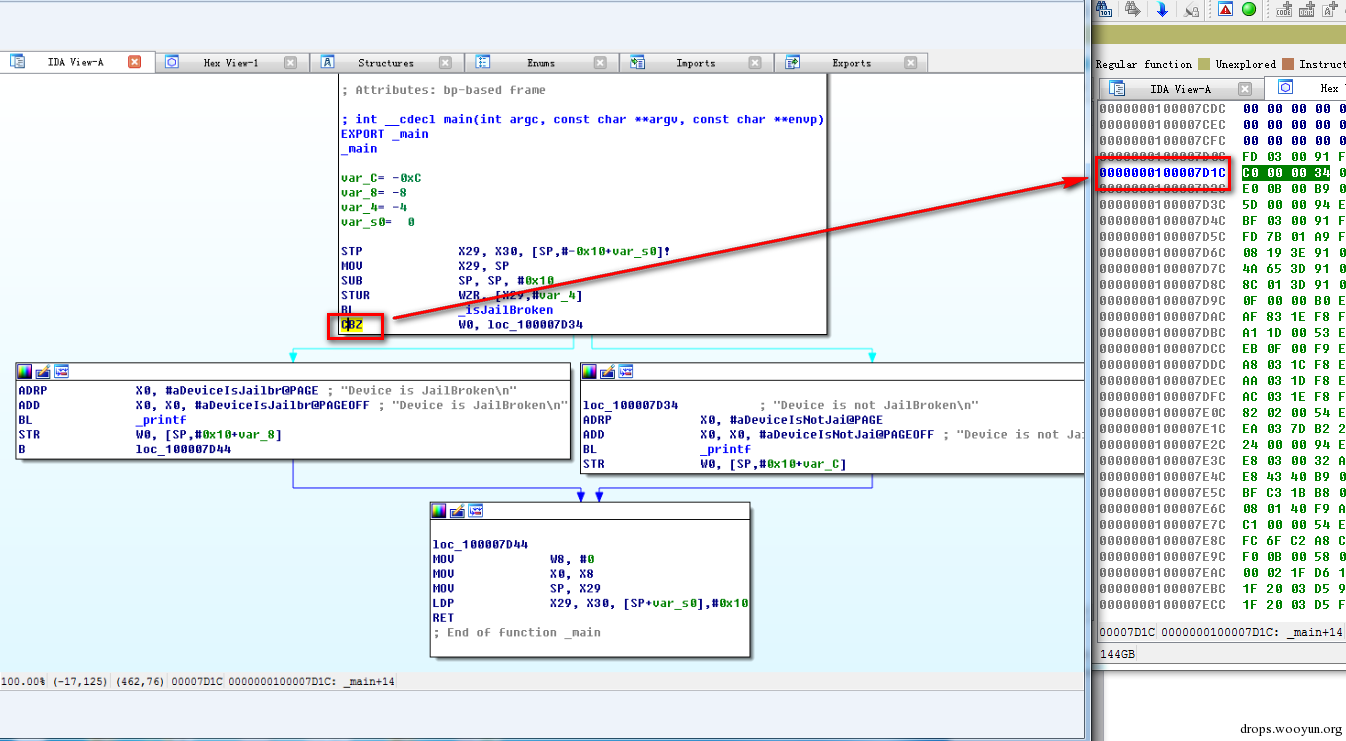 IDA View-A
Hex View-1
Structures
Enums
Imports
Exports
; Attributes: bp-based frame
; int __cdecl main(int argc, const char **argv, const char **envp)
EXPORT _main
_main
var_C= -0xC
var_8= -8
var_4= -4
var_s0= 0
STP X29, X30, [SP,#-0x10+var_s0]!
MOV X29, SP
SUB SP, SP, #0x10
STUR WZR, [X29,#var_4]
BL _isJailBroken
CBZ W0, loc_100007D34
ADRP X0, #aDeviceIsJailbr@PAGE ; "Device is JailBroken\n"
ADD X0, X0, #aDeviceIsJailbr@PAGEOFF ; "Device is JailBroken\n"
BL _printf
STR W0, [SP,#0x10+var_8]
B loc_100007D44
loc_100007D34 ; "Device is not JailBroken\n"
ADRP X0, #aDeviceIsNotJai@PAGE
ADD X0, X0, #aDeviceIsNotJai@PAGEOFF ; "Device is not Ja
BL _printf
STR W0, [SP,#0x10+var_C]
loc_100007D44
MOV W8, #0
MOV X0, X8
MOV SP, X29
LDP X29, X30, [SP+var_s0],#0x10
RET
; End of function _main
100.00% (-17,125) (462,76) 00007D1C 0000000100007D1C: _main+14
Regular function Unexplored Instruct
IDA View-A
Hex
0000000100007CDC 00 00 00 00 0
0000000100007CEC 00 00 00 00 0
0000000100007CFC 00 00 00 00 0
0000000100007D0C FD 03 00 91 F
0000000100007D1C C0 00 00 34 0
0000000100007D2C E0 0B 00 B9 0
0000000100007D3C 5D 00 00 94 E
0000000100007D4C BF 03 00 91 F
0000000100007D5C FD 7B 01 A9 F
0000000100007D6C 08 19 3E 91 0
0000000100007D7C 4A 65 3D 91 0
0000000100007D8C 8C 01 3D 91 0
0000000100007D9C 0F 00 00 B0 E
0000000100007DAC AF 83 1E F8 F
0000000100007DBC A1 1D 00 53 E
0000000100007DCC EB 0F 00 F9 E
0000000100007DDC A8 03 1C F8 E
0000000100007DEC AA 03 1D F8 E
0000000100007DFC AC 03 1E F8 F
0000000100007E0C 82 02 00 54 E
0000000100007E1C EA 03 7D B2 2
0000000100007E2C 24 00 00 94 E
0000000100007E3C E8 03 00 32 A
0000000100007E4C E8 43 40 B9 0
0000000100007E5C BF C3 1B B8 0
0000000100007E6C 08 01 40 F9 A
0000000100007E7C C1 00 00 54 E
0000000100007E8C FC 6F C2 A8 C
0000000100007E9C F0 0B 00 58 0
0000000100007EAC 00 02 1F D6 1
0000000100007EBC 1F 20 03 D5 9
0000000100007ECC 1F 20 03 D5 F
00007D1C 0000000100007D1C: _main+14
144GB
drops.wooyun.org